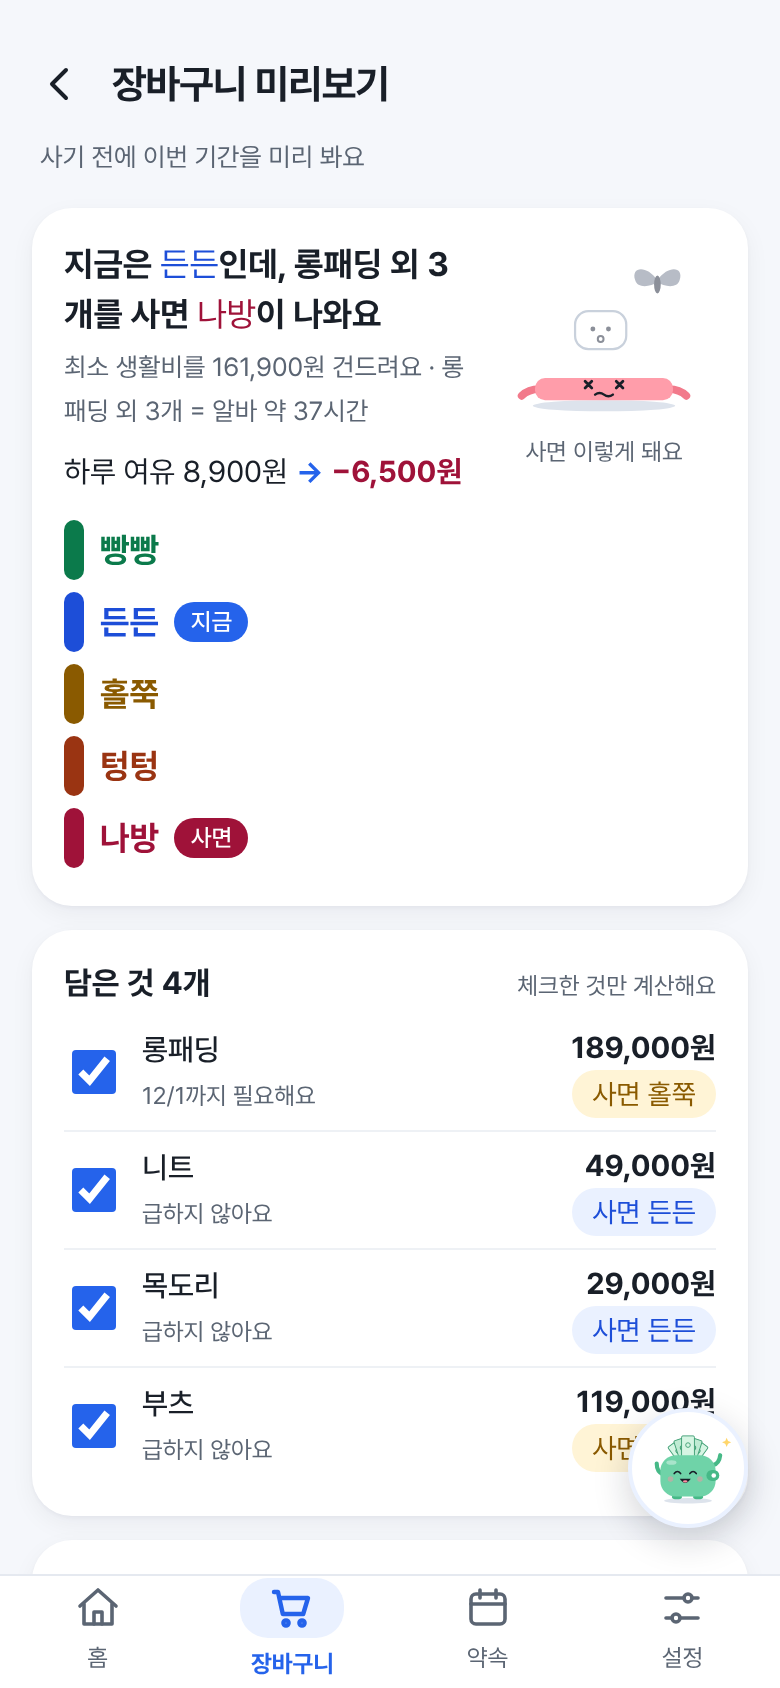 장바구니 미리보기
사기 전에 이번 기간을 미리 봐요
지금은 든든인데, 롱패딩 외 3
개를 사면 나방이 나와요
최소 생활비를 161,900원 건드려요 · 롱
패딩 외 3개 = 알바 약 37시간
하루 여유 8,900원 → −6,500원
사면 이렇게 돼요
빵빵
든든 지금
홀쭉
텅텅
나방 사면
담은 것 4개 체크한 것만 계산해요
롱패딩 189,000원
12/1까지 필요해요 사면 홀쭉
니트 49,000원
급하지 않아요 사면 든든
목도리 29,000원
급하지 않아요 사면 든든
부츠 119,000원
급하지 않아요 사면
홈 장바구니 약속 설정